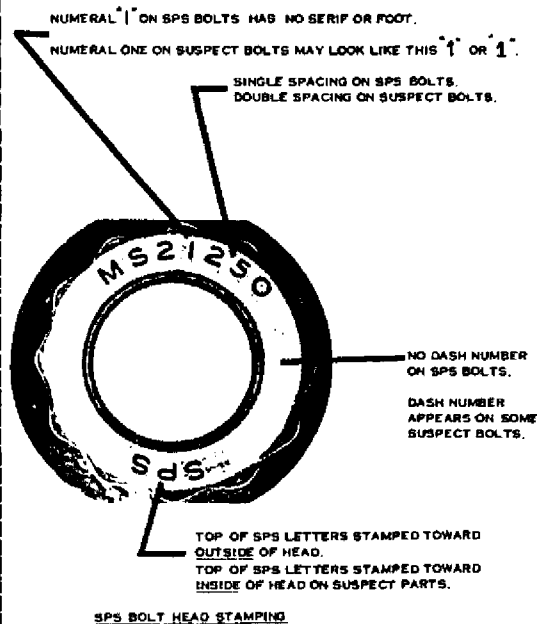 NUMERAL "I" ON SPS BOLTS HAS NO SERIF OR FOOT.
NUMERAL ONE ON SUSPECT BOLTS MAY LOOK LIKE THIS "1" OR "1".
SINGLE SPACING ON SPS BOLTS.
DOUBLE SPACING ON SUSPECT BOLTS.
MS21250
NO DASH NUMBER
ON SPS BOLTS.
DASH NUMBER
APPEARS ON SOME
SUSPECT BOLTS.
SPS
TOP OF SPS LETTERS STAMPED TOWARD
OUTSIDE OF HEAD.
TOP OF SPS LETTERS STAMPED TOWARD
INSIDE OF HEAD ON SUSPECT PARTS.
SPS BOLT HEAD STAMPING